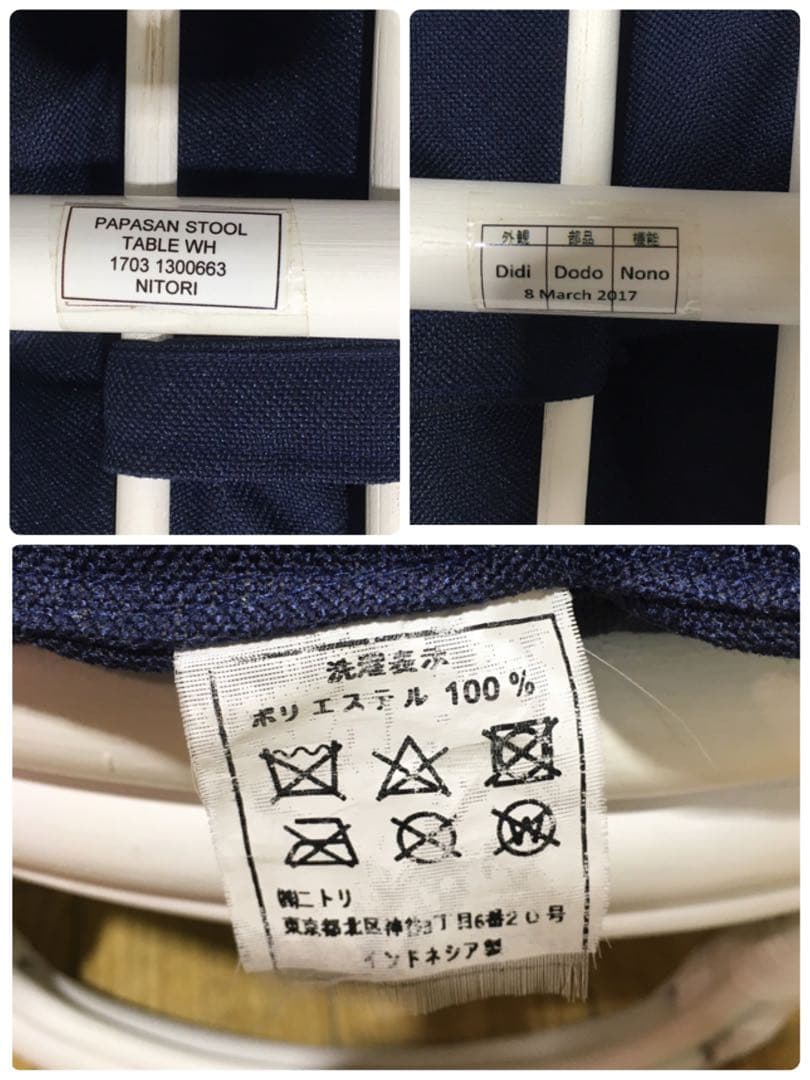 PAPASAN STOOL
TABLE WH
1703 1300663
NITORI
外観 部品 機能
Didi Dodo Nono
8 March 2017
洗濯表示
ポリエステル 100%
㈱ニトリ
東京都北区神谷3丁目6番20号
インドネシア製